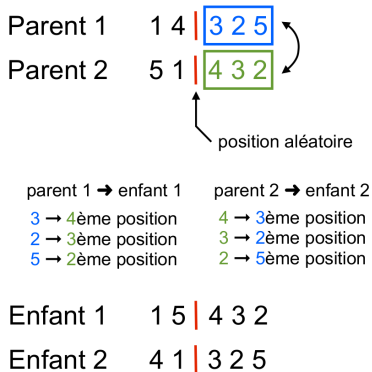 Parent 1 1 4 3 2 5
Parent 2 5 1 4 3 2
position aléatoire
parent 1 ➜ enfant 1
3 → 4ème position
2 → 3ème position
5 → 2ème position
parent 2 ➜ enfant 2
4 → 3ème position
3 → 2ème position
2 → 5ème position
Enfant 1 1 5 4 3 2
Enfant 2 4 1 3 2 5